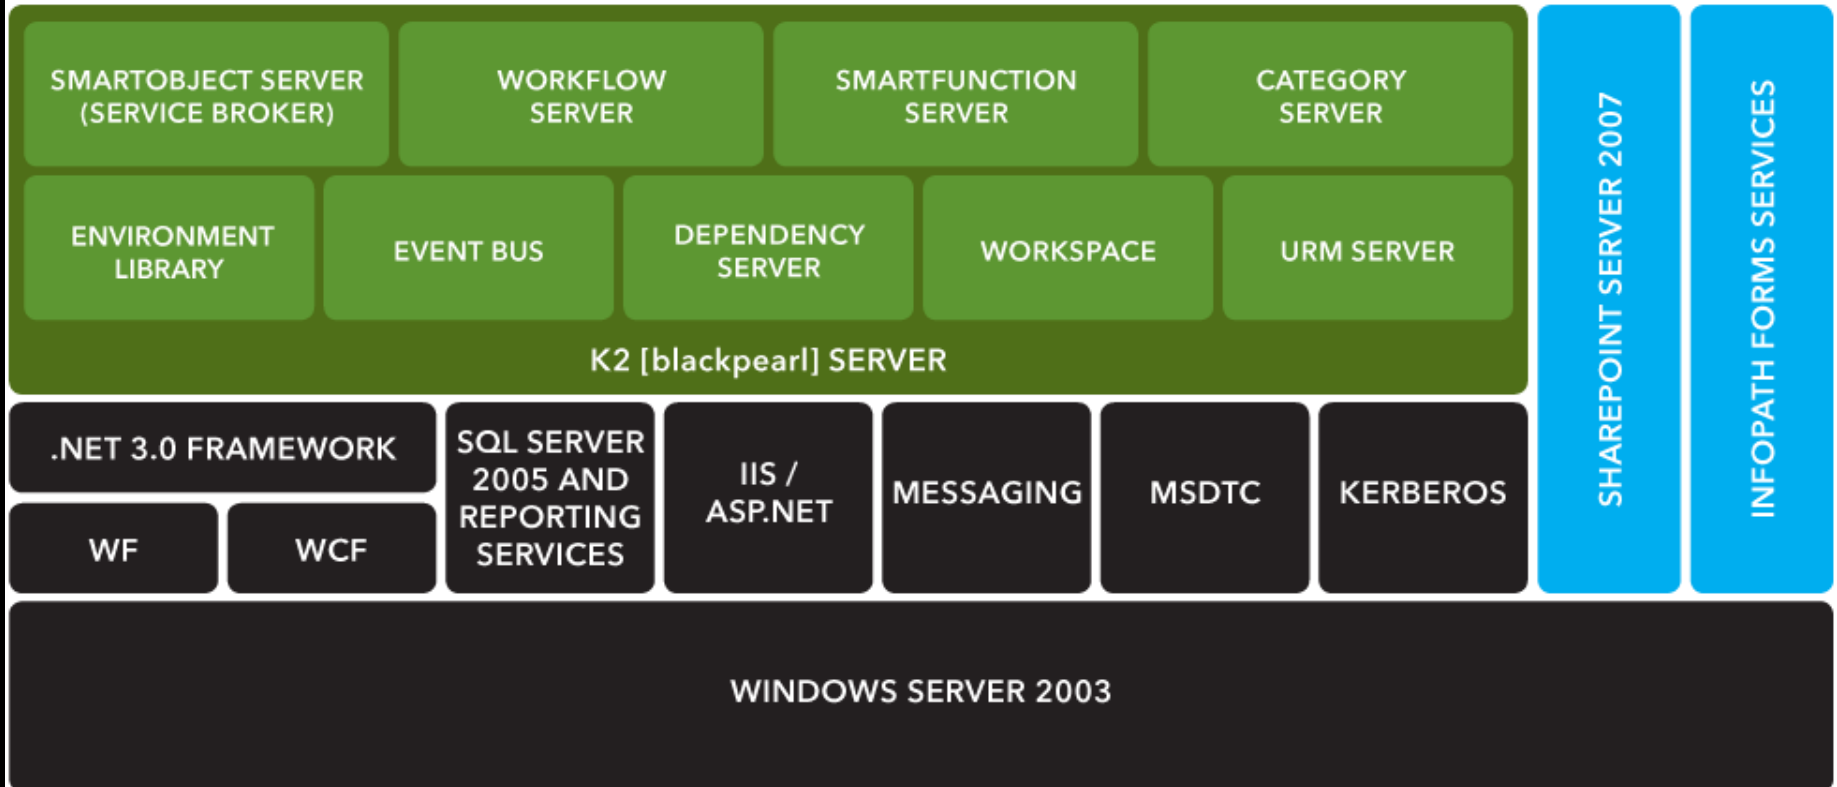 SMARTOBJECT SERVER
(SERVICE BROKER)
WORKFLOW
SERVER
SMARTFUNCTION
SERVER
CATEGORY
SERVER
ENVIRONMENT
LIBRARY
EVENT BUS
DEPENDENCY
SERVER
WORKSPACE
URM SERVER
K2 [blackpearl] SERVER
.NET 3.0 FRAMEWORK
WF
WCF
SQL SERVER
2005 AND
REPORTING
SERVICES
IIS /
ASP.NET
MESSAGING
MSDTC
KERBEROS
SHAREPOINT SERVER 2007
INFOPATH FORMS SERVICES
WINDOWS SERVER 2003